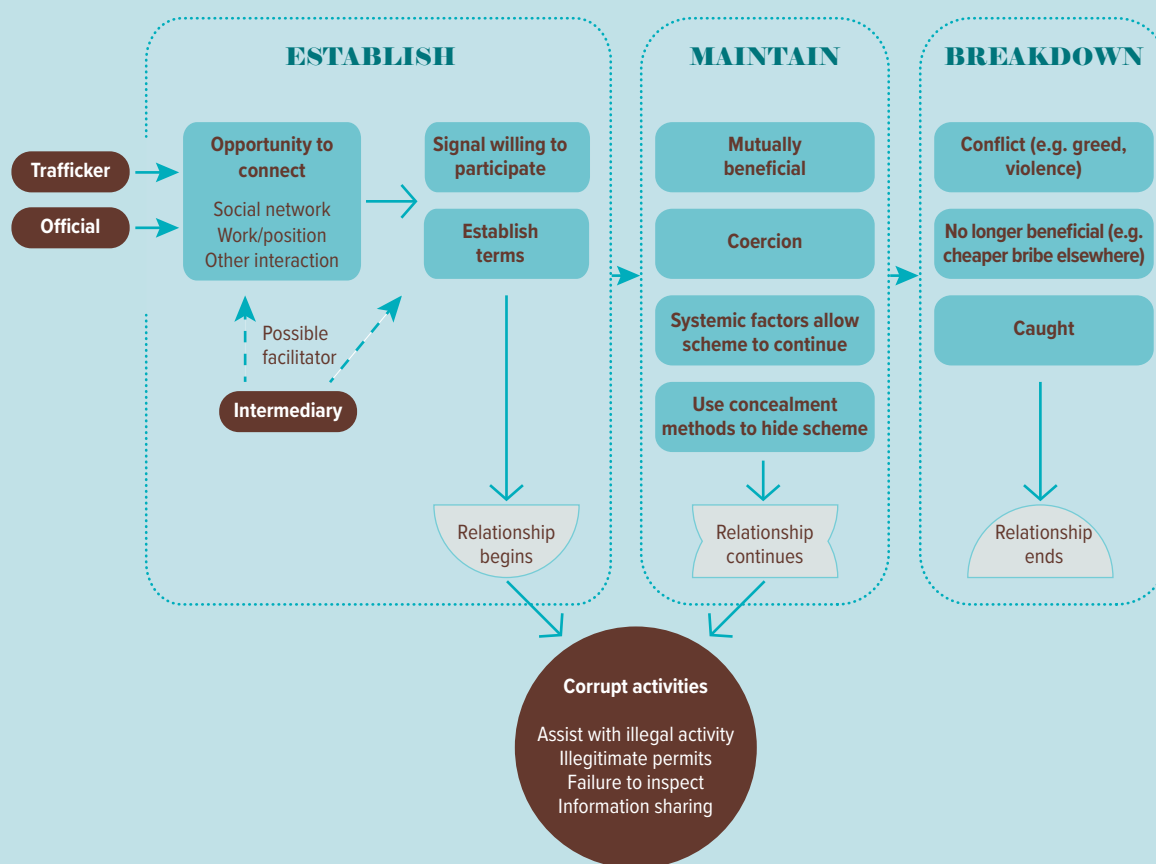 ESTABLISH
Trafficker
Official
Opportunity to
connect
Social network
Work/position
Other interaction
Signal willing to
participate
Establish
terms
Possible
facilitator
Intermediary
Relationship
begins
MAINTAIN
Mutually
beneficial
Coercion
Systemic factors allow
scheme to continue
Use concealment
methods to hide scheme
Relationship
continues
BREAKDOWN
Conflict (e.g. greed,
violence)
No longer beneficial (e.g.
cheaper bribe elsewhere)
Caught
Relationship
ends
Corrupt activities
Assist with illegal activity
Illegitimate permits
Failure to inspect
Information sharing